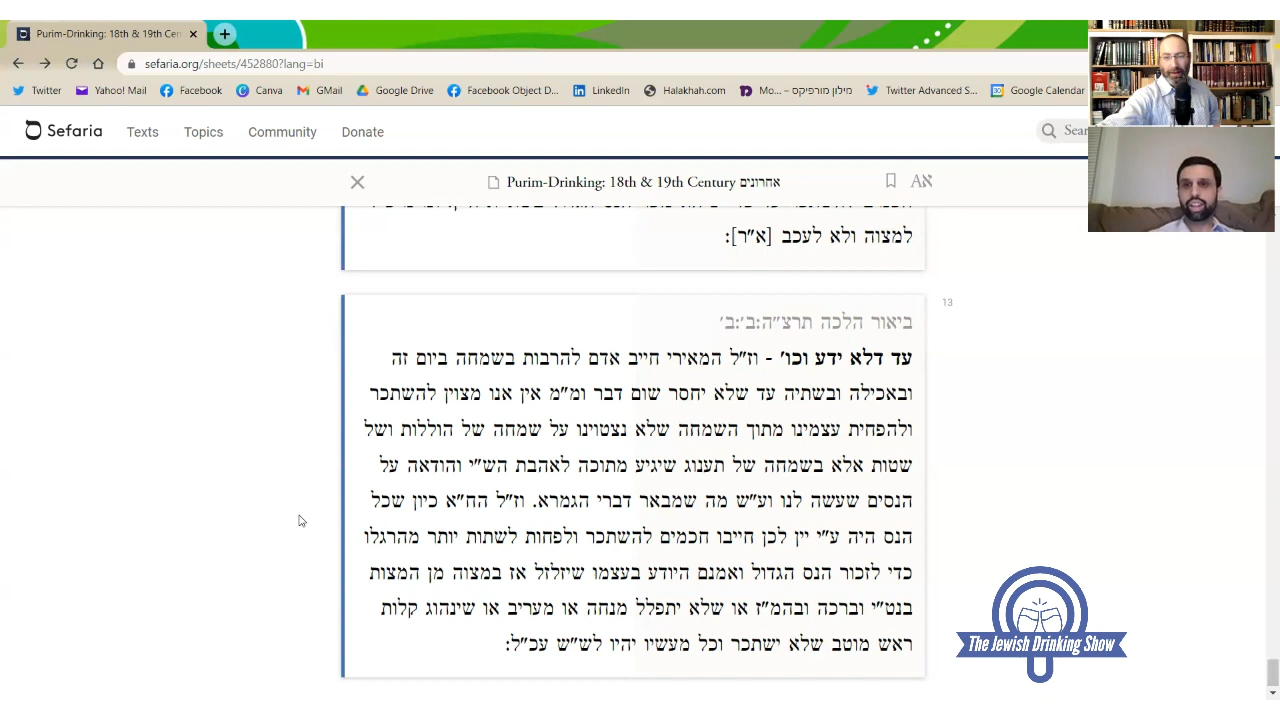 Purim-Drinking: 18th & 19th Cen
sefaria.org/sheets/452880?lang=bi
Twitter Yahoo! Mail Facebook Canva GMail Google Drive Facebook Object D... LinkedIn Halakhah.com Mo... – מילון מורפיקס Twitter Advanced S... Google Calendar
Sefaria Texts Topics Community Donate
Purim-Drinking: 18th & 19th Century אחרונים
אA
למצוה ולא לעכב [א"ר]:
13
ביאור הלכה תרצ״ה:ב׳:ב׳
עד דלא ידע וכו' - וז"ל המאירי חייב אדם להרבות בשמחה ביום זה
ובאכילה ובשתיה עד שלא יחסר שום דבר ומ"מ אין אנו מצוין להשתכר
ולהפחית עצמינו מתוך השמחה שלא נצטוינו על שמחה של הוללות ושל
שטות אלא בשמחה של תענוג שיגיע מתוכה לאהבת הש"י והודאה על
הנסים שעשה לנו וע"ש מה שמבאר דברי הגמרא. וז"ל הח"א כיון שכל
הנס היה ע"י יין לכן חייבו חכמים להשתכר ולפחות לשתות יותר מהרגלו
כדי לזכור הנס הגדול ואמנם היודע בעצמו שיזלזל אז במצוה מן המצות
בנט"י וברכה ובהמ"ז או שלא יתפלל מנחה או מעריב או שינהוג קלות
ראש מוטב שלא ישתכר וכל מעשיו יהיו לש"ש עכ"ל:
The Jewish Drinking Show